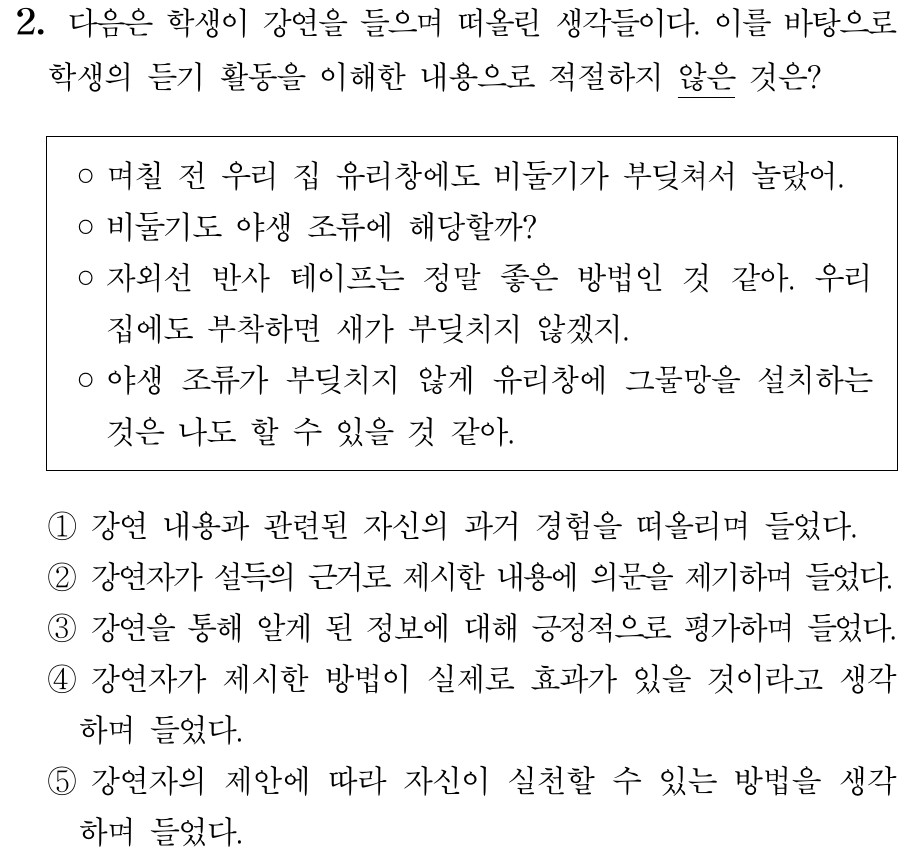 2. 다음은 학생이 강연을 들으며 떠올린 생각들이다. 이를 바탕으로
학생의 듣기 활동을 이해한 내용으로 적절하지 않은 것은?
○ 며칠 전 우리 집 유리창에도 비둘기가 부딪쳐서 놀랐어.
○ 비둘기도 야생 조류에 해당할까?
○ 자외선 반사 테이프는 정말 좋은 방법인 것 같아. 우리
집에도 부착하면 새가 부딪치지 않겠지.
○ 야생 조류가 부딪치지 않게 유리창에 그물망을 설치하는
것은 나도 할 수 있을 것 같아.
① 강연 내용과 관련된 자신의 과거 경험을 떠올리며 들었다.
② 강연자가 설득의 근거로 제시한 내용에 의문을 제기하며 들었다.
③ 강연을 통해 알게 된 정보에 대해 긍정적으로 평가하며 들었다.
④ 강연자가 제시한 방법이 실제로 효과가 있을 것이라고 생각
하며 들었다.
⑤ 강연자의 제안에 따라 자신이 실천할 수 있는 방법을 생각
하며 들었다.